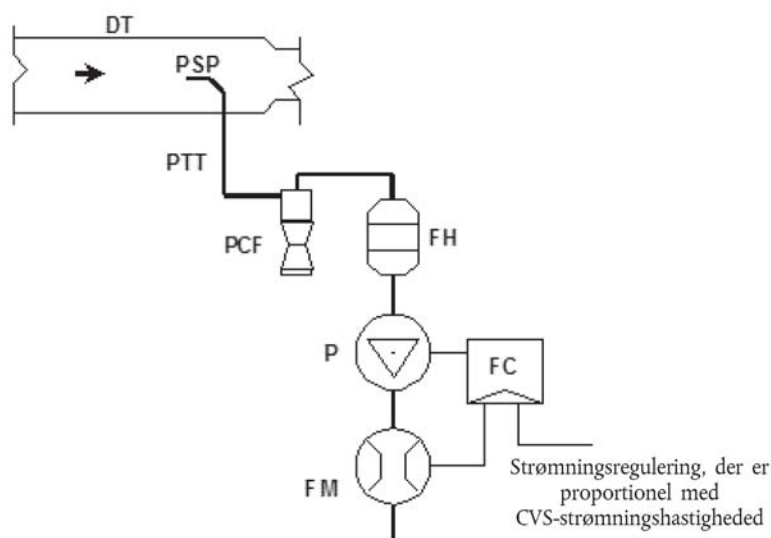 DT
PSP
PTT
PCF
FH
P
FC
FM
Strømningsregulering, der er
proportionel med
CVS-strømningshastigheded